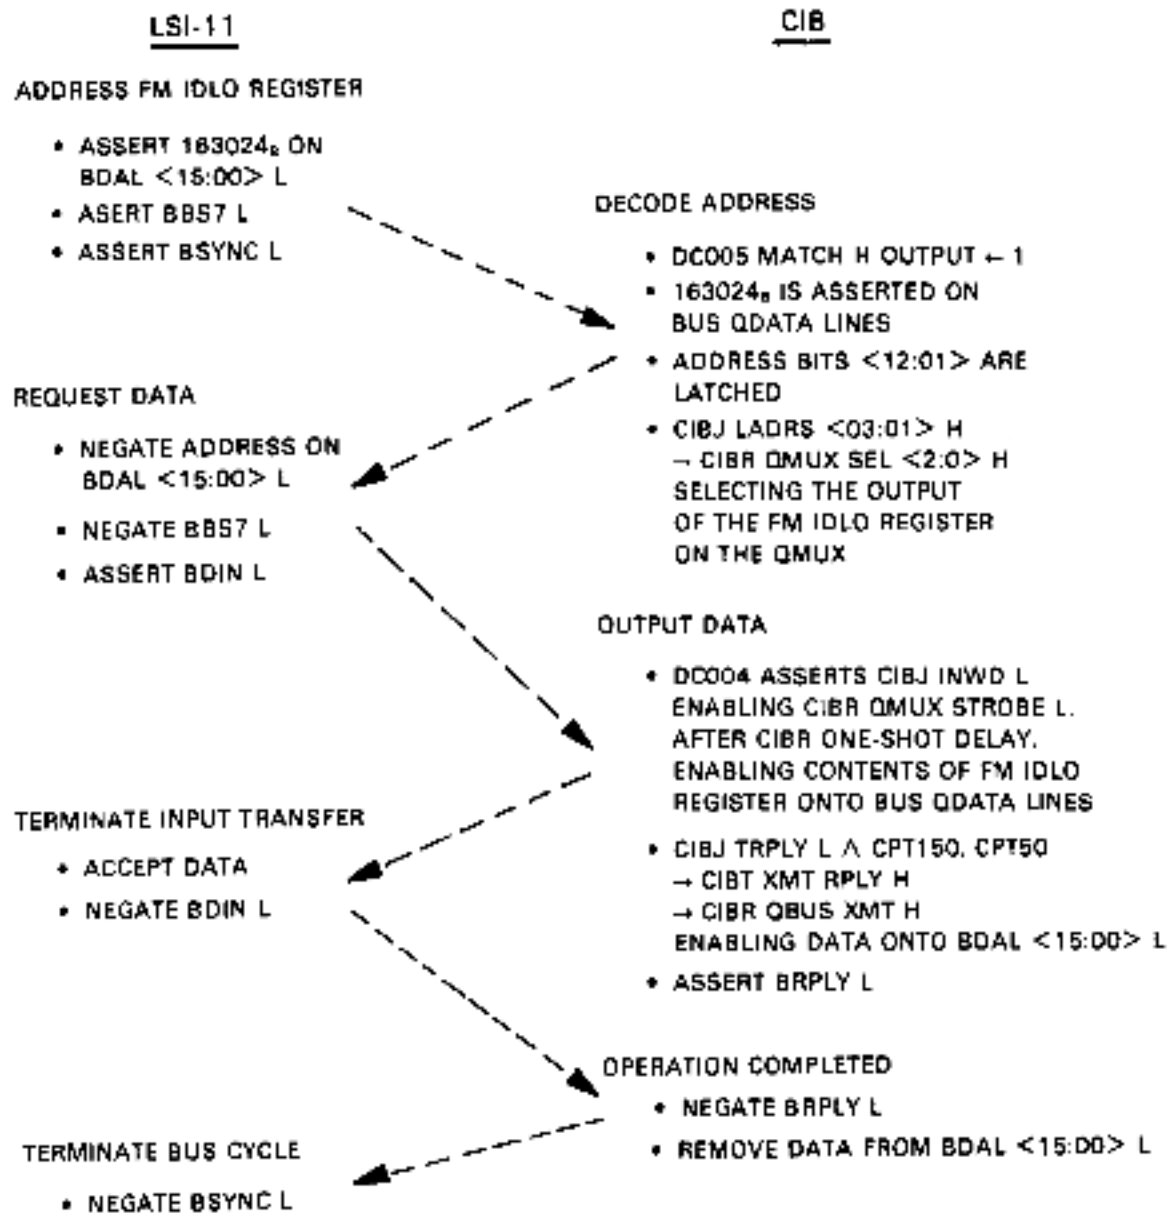 LSI-11
CIB
ADDRESS FM IDLO REGISTER
• ASSERT 163024₈ ON
BDAL <15:00> L
• ASERT BBS7 L
• ASSERT BSYNC L
DECODE ADDRESS
• DC005 MATCH H OUTPUT ← 1
• 163024₈ IS ASSERTED ON
BUS QDATA LINES
• ADDRESS BITS <12:01> ARE
LATCHED
• CIBJ LADRS <03:01> H
→ CIBR QMUX SEL <2:0> H
SELECTING THE OUTPUT
OF THE FM IDLO REGISTER
ON THE QMUX
REQUEST DATA
• NEGATE ADDRESS ON
BDAL <15:00> L
• NEGATE BBS7 L
• ASSERT BDIN L
OUTPUT DATA
• DC004 ASSERTS CIBJ INWD L
ENABLING CIBR QMUX STROBE L.
AFTER CIBR ONE-SHOT DELAY.
ENABLING CONTENTS OF FM IDLO
REGISTER ONTO BUS QDATA LINES
• CIBJ TRPLY L ∧ CPT150. CPT50
→ CIBT XMT RPLY H
→ CIBR QBUS XMT H
ENABLING DATA ONTO BDAL <15:00> L
• ASSERT BRPLY L
TERMINATE INPUT TRANSFER
• ACCEPT DATA
• NEGATE BDIN L
OPERATION COMPLETED
• NEGATE BRPLY L
• REMOVE DATA FROM BDAL <15:00> L
TERMINATE BUS CYCLE
• NEGATE BSYNC L